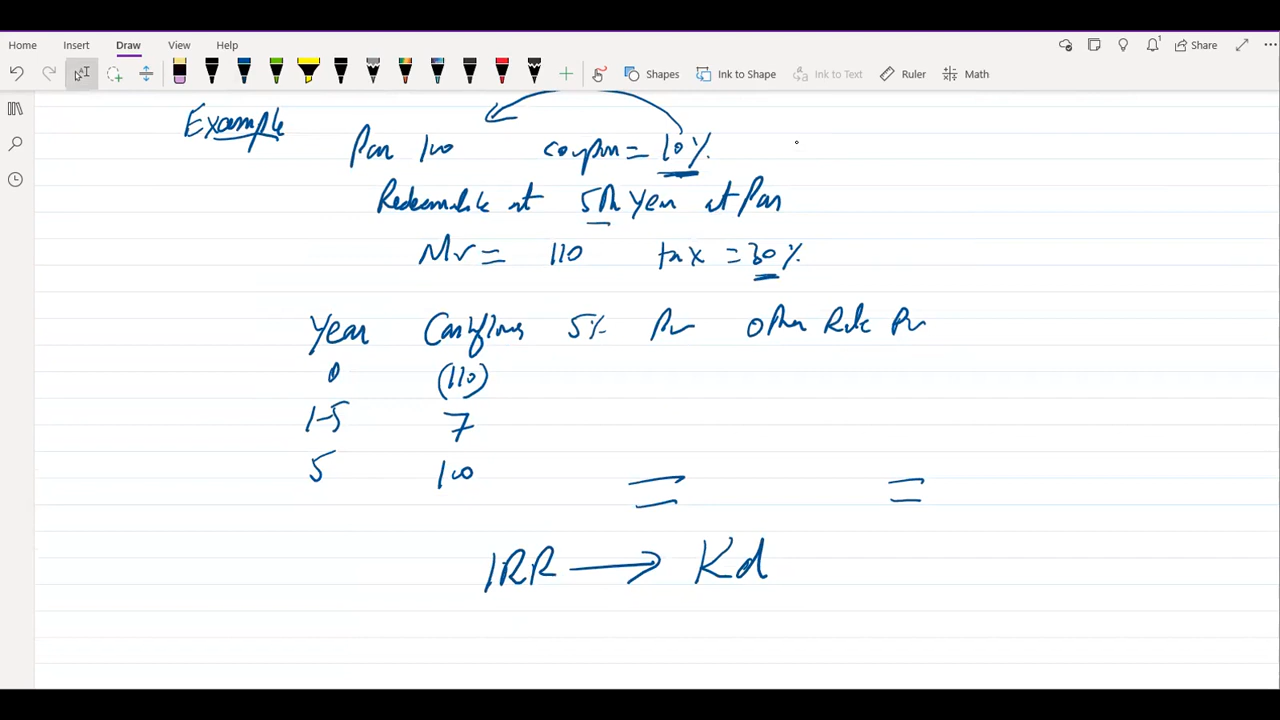 Home Insert Draw View Help
Share
Shapes Ink to Shape Ink to Text Ruler Math
Example
Par 100 coupon = 10%
Redeemable at 5th Year at Par
Mv = 110 tax = 30%
Year Cashflows 5% Pv other Rate Pv
0 (110)
1-5 7
5 100
= =
IRR → Kd